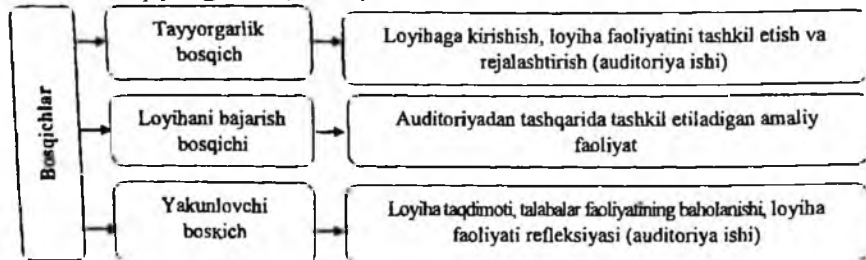 Bosqichlar
Tayyorgarlik
bosqich
Loyihaga kirishish, loyiha faoliyatini tashkil etish va
rejalashtirish (auditoriya ishi)
Loyihani bajarish
bosqichi
Auditoriyadan tashqarida tashkil etiladigan amaliy
faoliyat
Yakunlovchi
bosкich
Loyiha taqdimoti, talabalar faoliyatining baholanishi, loyiha
faoliyati refleksiyasi (auditoriya ishi)